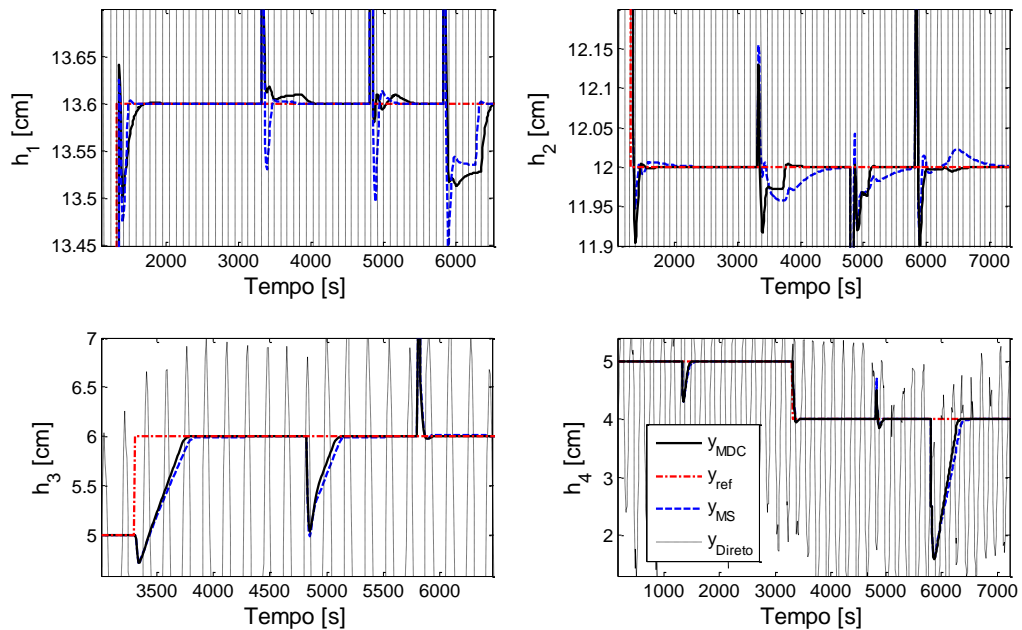 h1 [cm]
13.65
13.6
13.55
13.5
13.45
2000 3000 4000 5000 6000
Tempo [s]
h2 [cm]
12.15
12.1
12.05
12
11.95
11.9
2000 3000 4000 5000 6000 7000
Tempo [s]
h3 [cm]
7
6.5
6
5.5
5
3500 4000 4500 5000 5500 6000
Tempo [s]
h4 [cm]
5
4
3
2
yMDC
yref
yMS
yDireto
1000 2000 3000 4000 5000 6000 7000
Tempo [s]